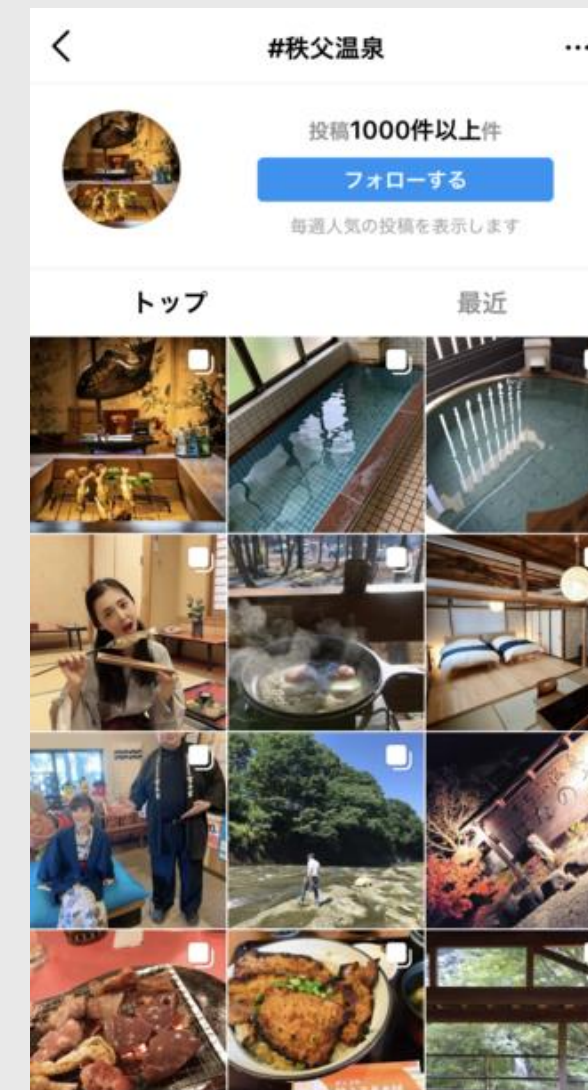 #秩父温泉
投稿1000件以上件
フォローする
毎週人気の投稿を表示します
トップ
最近